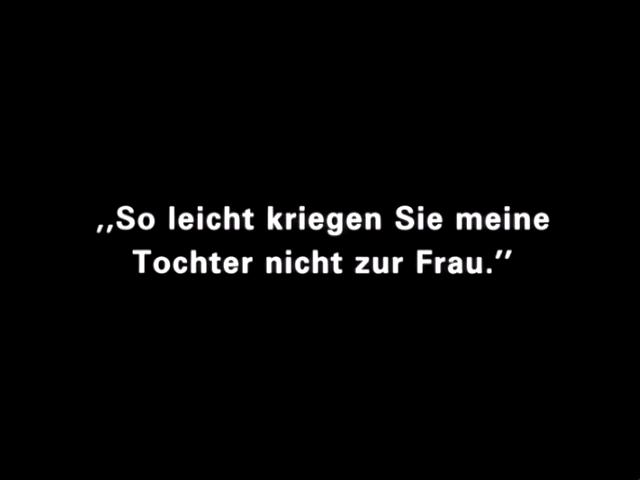 ,,So leicht kriegen Sie meine
Tochter nicht zur Frau.”